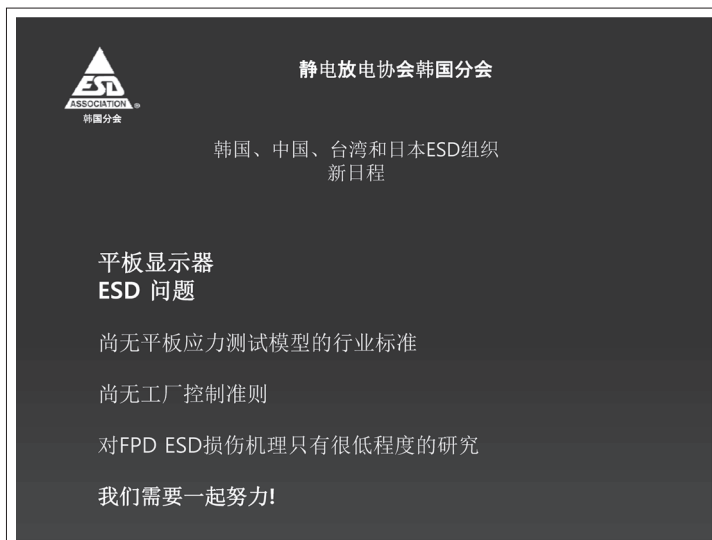 ESD
ASSOCIATION®
韩国分会
静电放电协会韩国分会
韩国、中国、台湾和日本ESD组织
新日程
平板显示器
ESD 问题
尚无平板应力测试模型的行业标准
尚无工厂控制准则
对FPD ESD损伤机理只有很低程度的研究
我们需要一起努力!